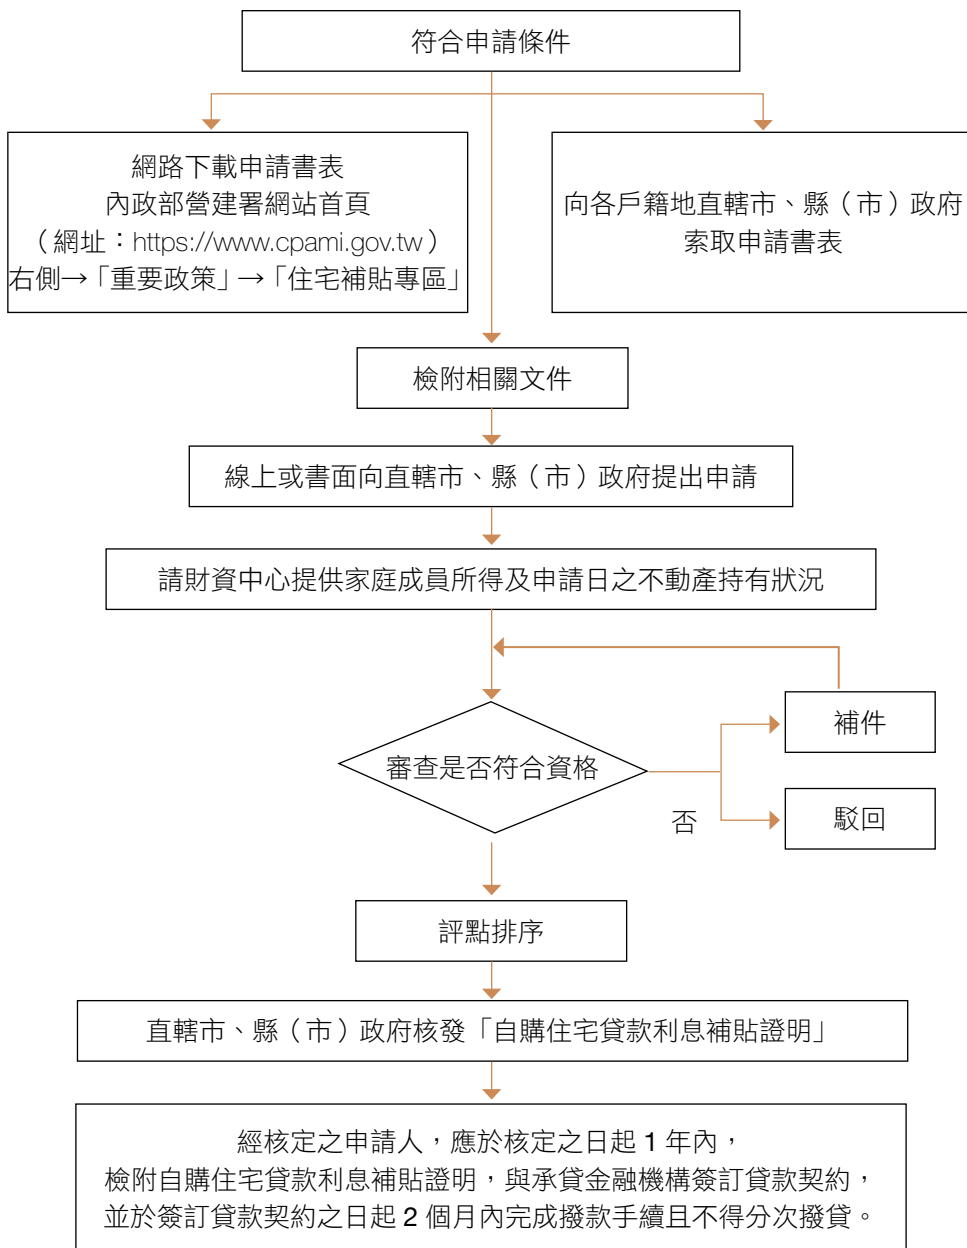 符合申請條件
網路下載申請書表
內政部營建署網站首頁
（網址：https://www.cpami.gov.tw）
右側→「重要政策」→「住宅補貼專區」
向各戶籍地直轄市、縣（市）政府
索取申請書表
檢附相關文件
線上或書面向直轄市、縣（市）政府提出申請
請財資中心提供家庭成員所得及申請日之不動產持有狀況
補件
審查是否符合資格
否
駁回
評點排序
直轄市、縣（市）政府核發「自購住宅貸款利息補貼證明」
經核定之申請人，應於核定之日起 1 年內，
檢附自購住宅貸款利息補貼證明，與承貸金融機構簽訂貸款契約，
並於簽訂貸款契約之日起 2 個月內完成撥款手續且不得分次撥貸。